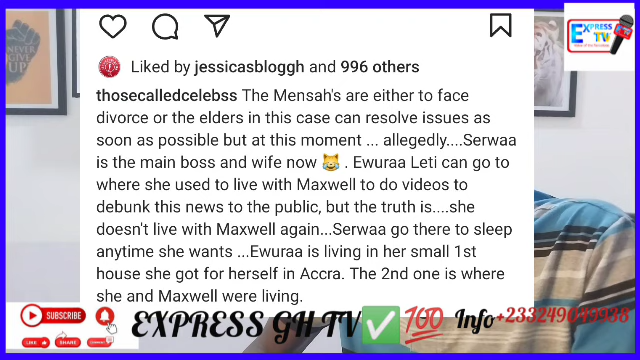 NEVER
GIVE
UP
EXPRESS
TV
Liked by jessicasbloggh and 996 others
thosecalledcelebss The Mensah's are either to face
divorce or the elders in this case can resolve issues as
soon as possible but at this moment ... allegedly....Serwaa
is the main boss and wife now 😹 . Ewuraa Leti can go to
where she used to live with Maxwell to do videos to
debunk this news to the public, but the truth is....she
doesn't live with Maxwell again...Serwaa go there to sleep
anytime she wants ...Ewuraa is living in her small 1st
house she got for herself in Accra. The 2nd one is where
she and Maxwell were living.
SUBSCRIBE
LIKE
SHARE
EXPRESS GH TV✅💯 Info+233249049938